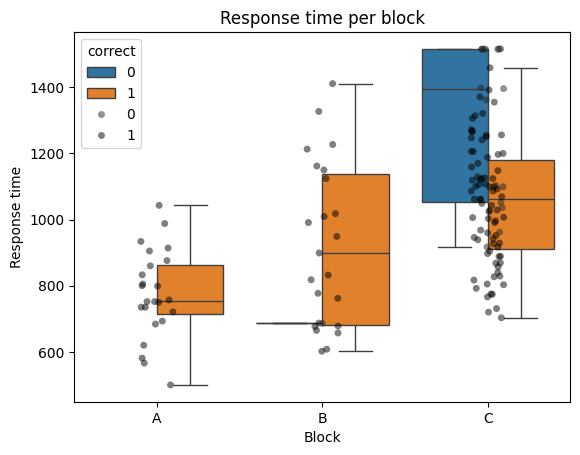 Response time per block
correct
0
1
0
1
1400
1200
1000
800
600
Response time
A
B
C
Block